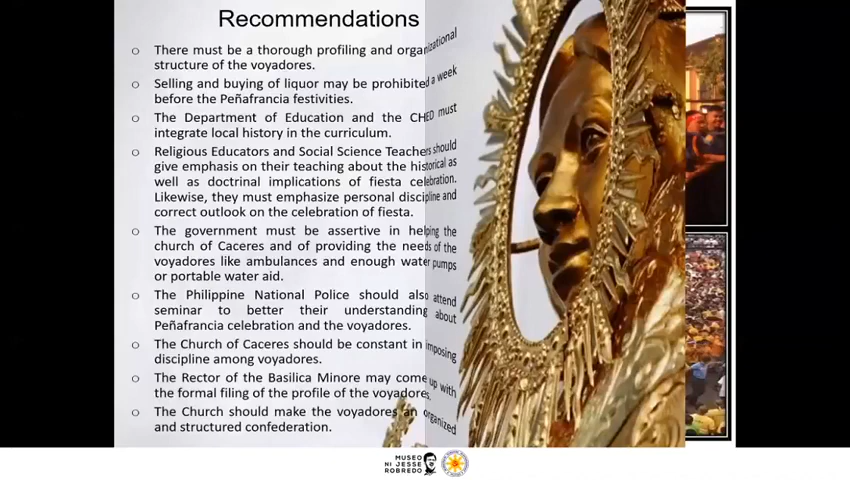 Recommendations
There must be a thorough profiling and organizational
structure of the voyadores.
Selling and buying of liquor may be prohibited a week
before the Peñafrancia festivities.
The Department of Education and the CHED must
integrate local history in the curriculum.
Religious Educators and Social Science Teachers should
give emphasis on their teaching about the historical as
well as doctrinal implications of fiesta celebration.
Likewise, they must emphasize personal discipline and
correct outlook on the celebration of fiesta.
The government must be assertive in helping the
church of Caceres and of providing the needs of the
voyadores like ambulances and enough water pumps
or portable water aid.
The Philippine National Police should also attend
seminar to better their understanding about
Peñafrancia celebration and the voyadores.
The Church of Caceres should be constant in imposing
discipline among voyadores.
The Rector of the Basilica Minore may come up with
the formal filing of the profile of the voyadores.
The Church should make the voyadores an organized
and structured confederation.
MUSEO
NI JESSE
ROBREDO